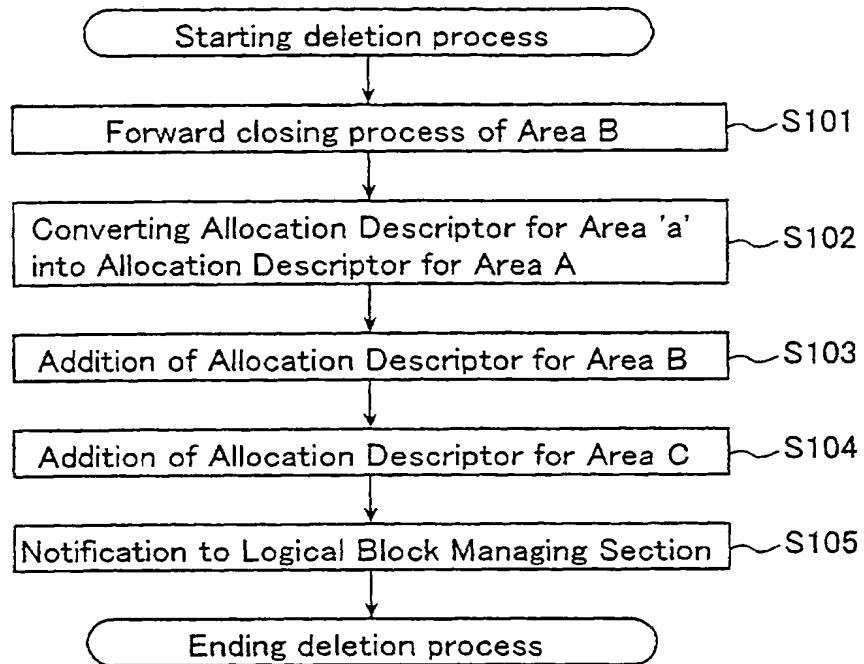 Starting deletion process
Forward closing process of Area B
S101
Converting Allocation Descriptor for Area 'a'
into Allocation Descriptor for Area A
S102
Addition of Allocation Descriptor for Area B
S103
Addition of Allocation Descriptor for Area C
S104
Notification to Logical Block Managing Section
S105
Ending deletion process